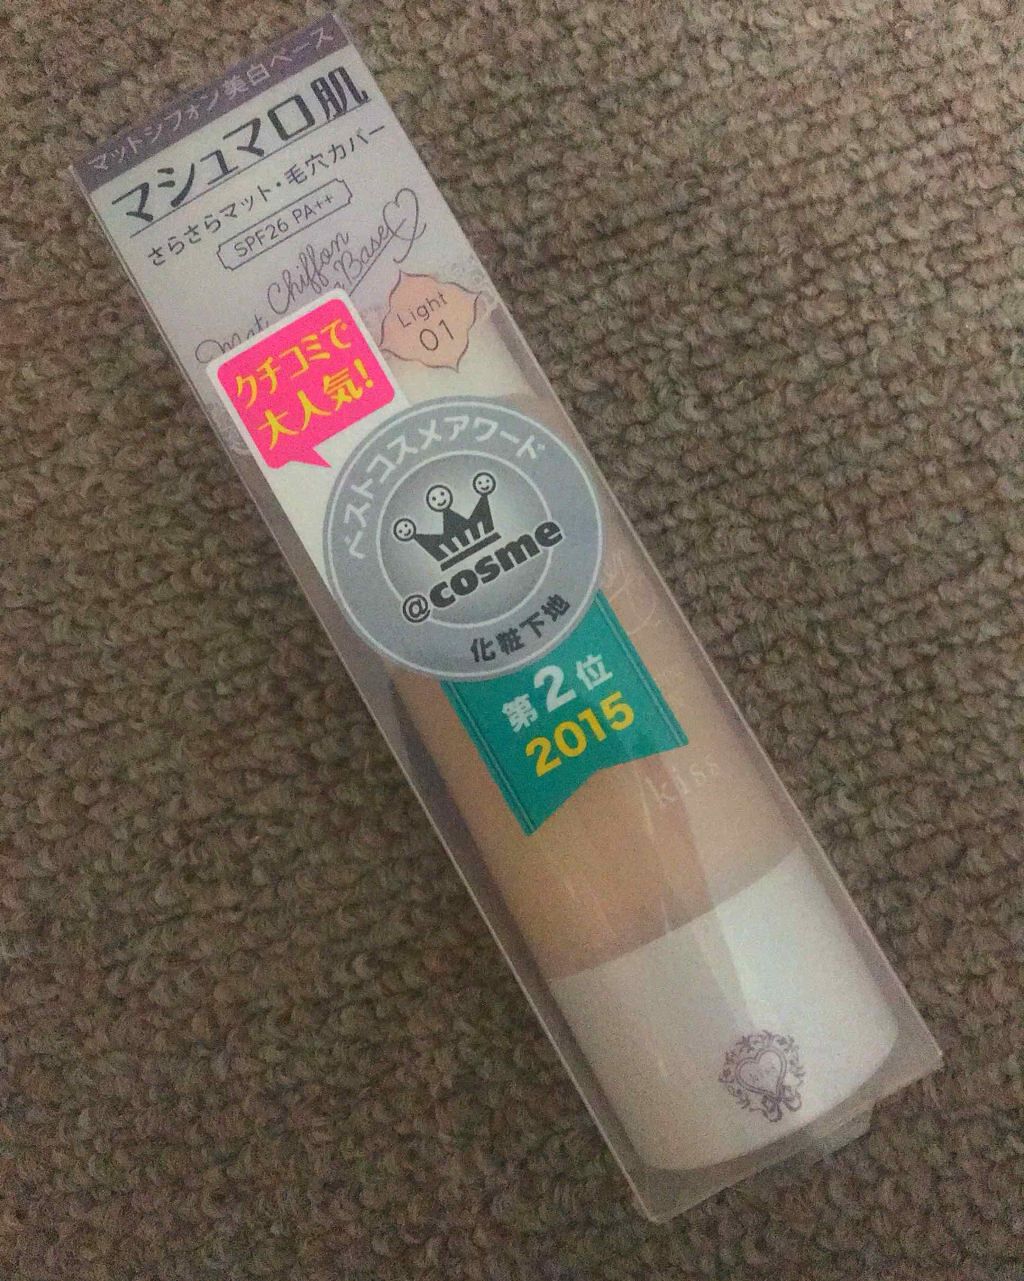 マットシフォン美白ベース
マシュマロ肌
さらさらマット・毛穴カバー
SPF26 PA++
Mat Chiffon
Base
Light
01
クチコミで
大人気!
ベストコスメアワード
@cosme
化粧下地
第2位
2015
kiss